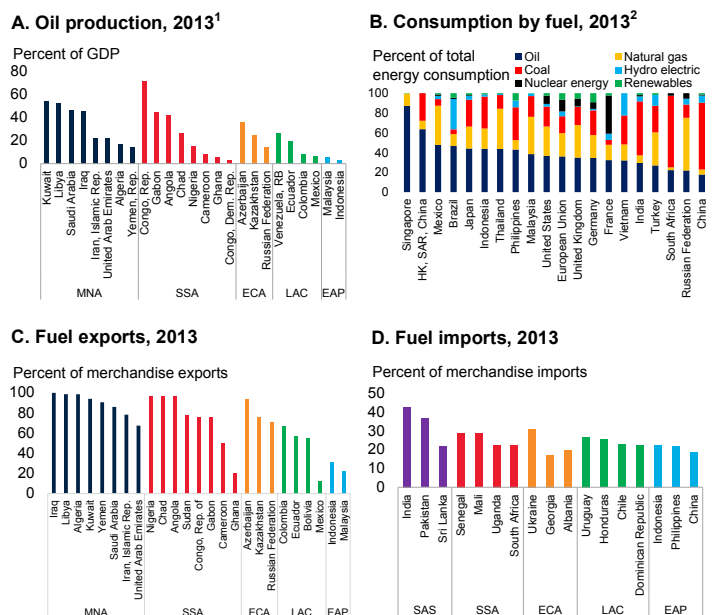 A. Oil production, 2013¹
Percent of GDP
80
60
40
20
0
Kuwait
Libya
Saudi Arabia
Iraq
Iran, Islamic Rep.
United Arab Emirates
Algeria
Yemen, Rep.
Congo, Rep.
Gabon
Angola
Chad
Nigeria
Cameroon
Ghana
Congo, Dem. Rep.
Azerbaijan
Kazakhstan
Russian Federation
Venezuela, RB
Ecuador
Colombia
Mexico
Malaysia
Indonesia
MNA SSA ECA LAC EAP
B. Consumption by fuel, 2013²
Percent of total
energy consumption
Oil Natural gas
Coal Hydro electric
Nuclear energy Renewables
100
80
60
40
20
0
Singapore
HK, SAR, China
Mexico
Brazil
Japan
Indonesia
Thailand
Philippines
Malaysia
United States
European Union
United Kingdom
Germany
France
Vietnam
India
Turkey
South Africa
Russian Federation
China
C. Fuel exports, 2013
Percent of merchandise exports
100
80
60
40
20
0
Iraq
Libya
Algeria
Kuwait
Yemen
Saudi Arabia
Iran, Islamic Rep.
United Arab Emirates
Nigeria
Chad
Angola
Sudan
Congo, Rep. of
Gabon
Cameroon
Ghana
Azerbaijan
Kazakhstan
Russian Federation
Colombia
Ecuador
Bolivia
Mexico
Indonesia
Malaysia
MNA SSA ECA LAC EAP
D. Fuel imports, 2013
Percent of merchandise imports
50
40
30
20
10
0
India
Pakistan
Sri Lanka
Senegal
Mali
Uganda
South Africa
Ukraine
Georgia
Albania
Uruguay
Honduras
Chile
Dominican Republic
Indonesia
Philippines
China
SAS SSA ECA LAC EAP